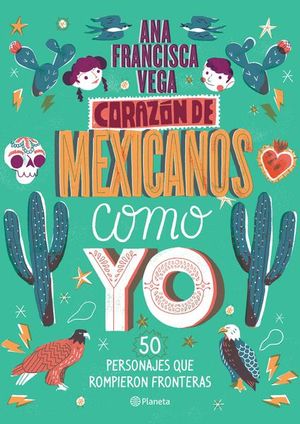 ANA
FRANCISCA
VEGA
CORAZÓN DE
MEXICANOS
como
YO
50
PERSONAJES QUE
ROMPIERON FRONTERAS
Planeta